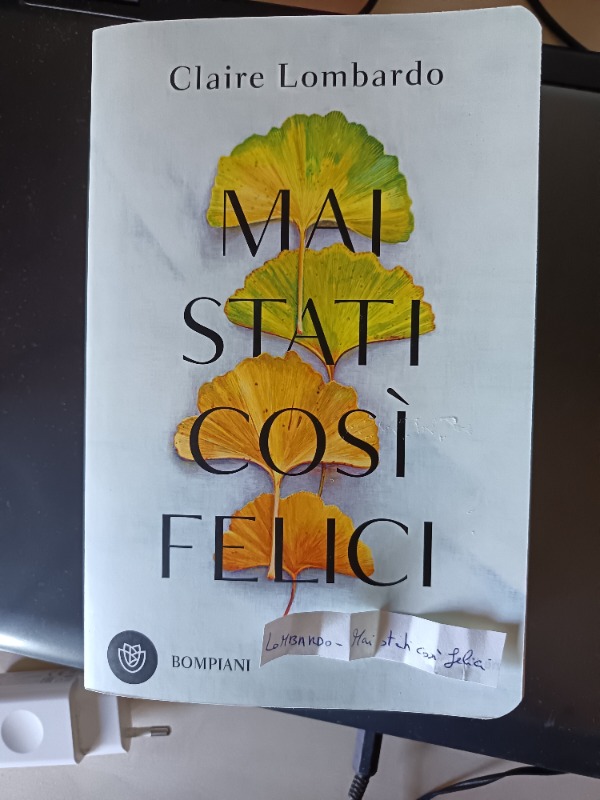 Claire Lombardo
MAI
STATI
COSÌ
FELICI
BOMPIANI
LOMBARDO - Mai stati così felici